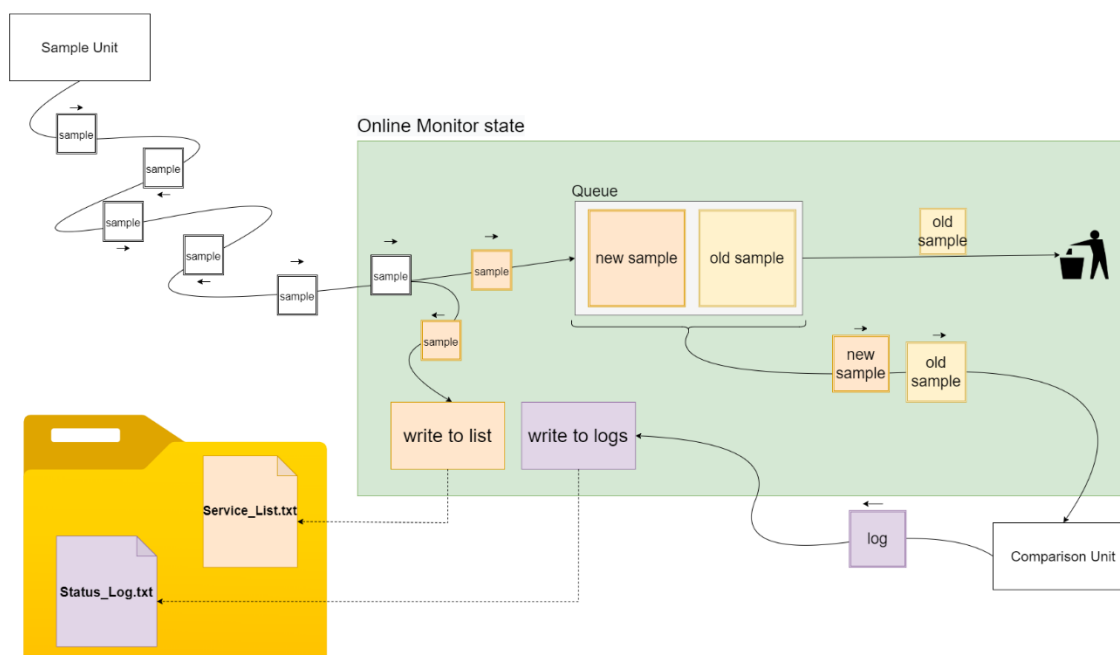 Sample Unit
sample
sample
sample
sample
sample
Online Monitor state
sample
sample
sample
Queue
new sample
old sample
old
sample
new
sample
old
sample
write to list
write to logs
Service_List.txt
Status_Log.txt
log
Comparison Unit